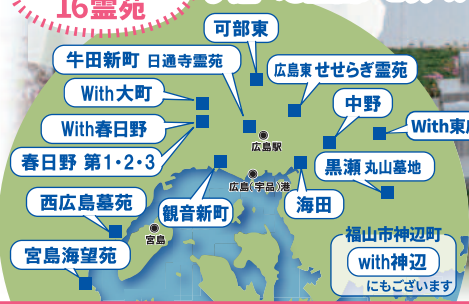 16霊苑
可部東
牛田新町 日通寺霊苑
広島東 せせらぎ霊苑
With大町
中野
With春日野
With東
広島駅
春日野 第1・2・3
黒瀬 丸山墓地
広島(宇品)港
西広島墓苑
観音新町
海田
宮島
福山市神辺町
宮島海望苑
with神辺
にもございます